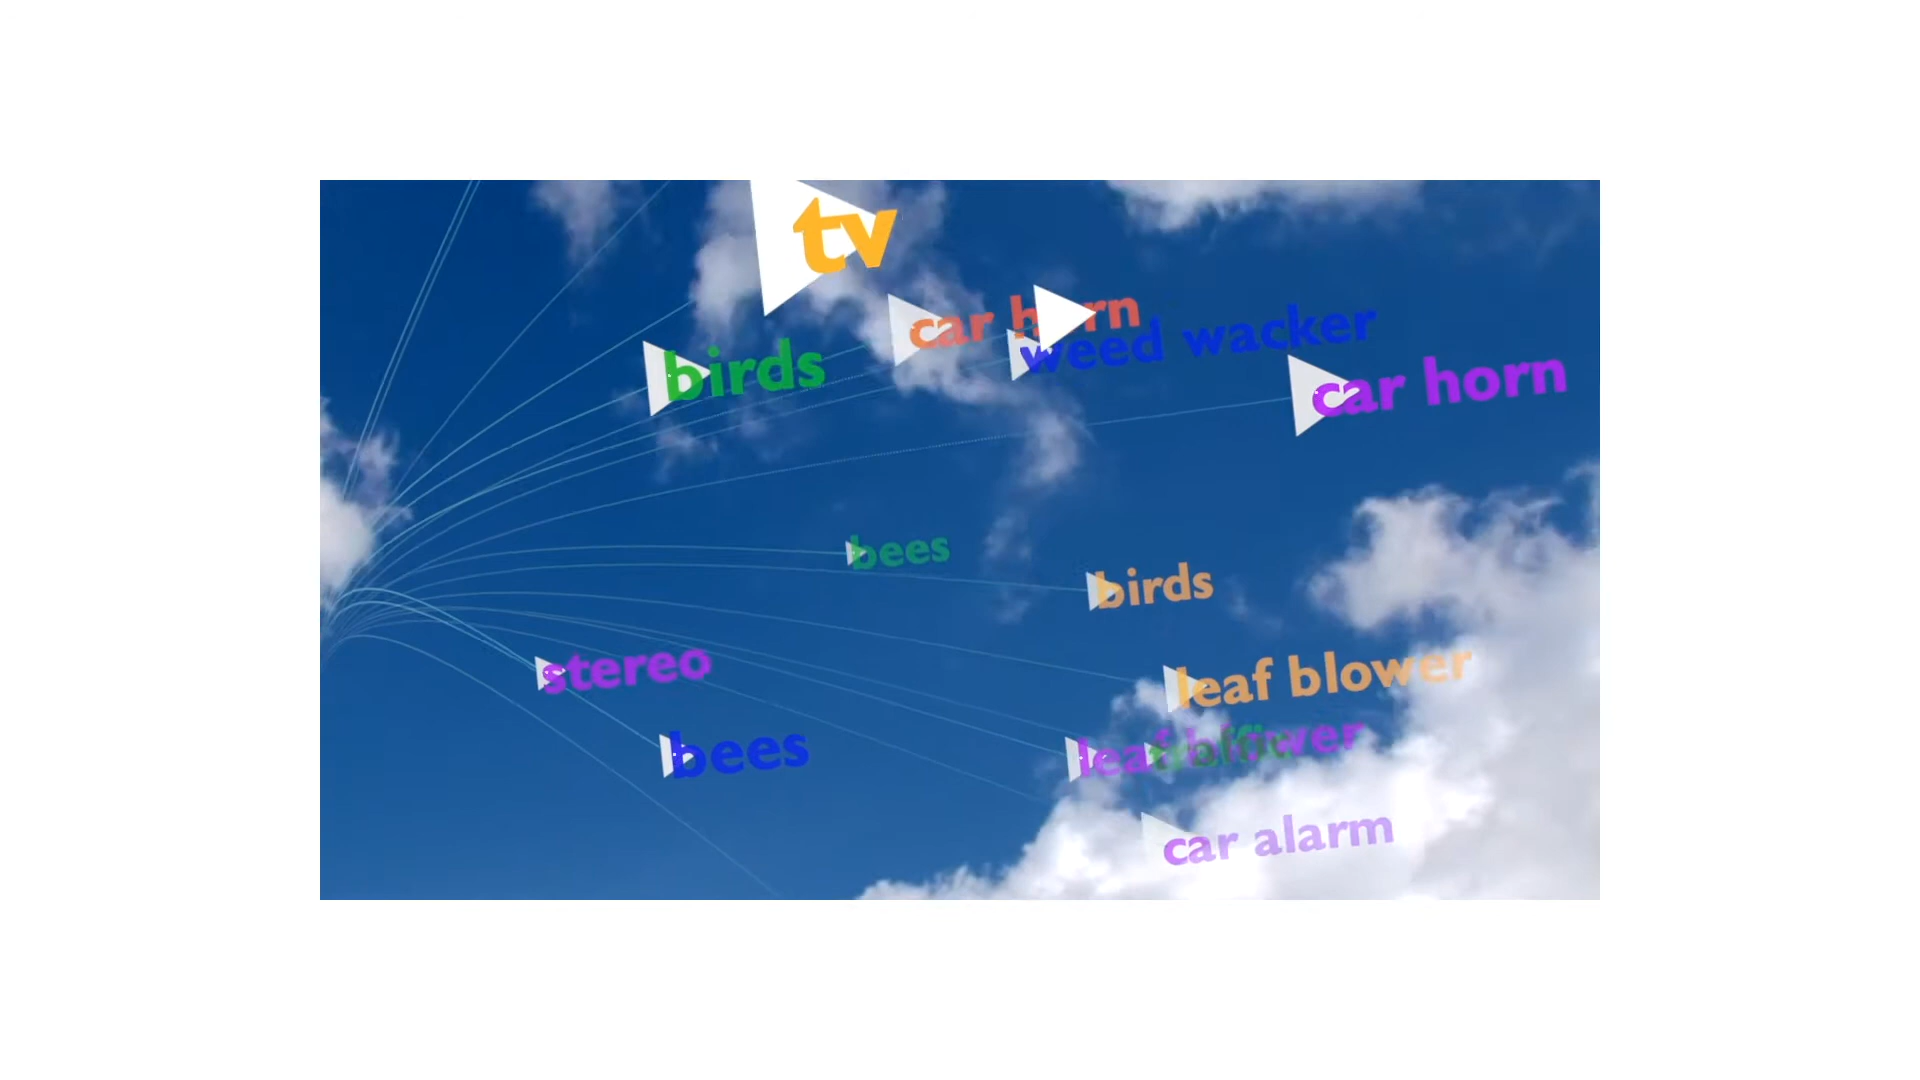 tv
car horn
weed wacker
birds
car horn
bees
birds
stereo
leaf blower
leaf blower
bees
car alarm